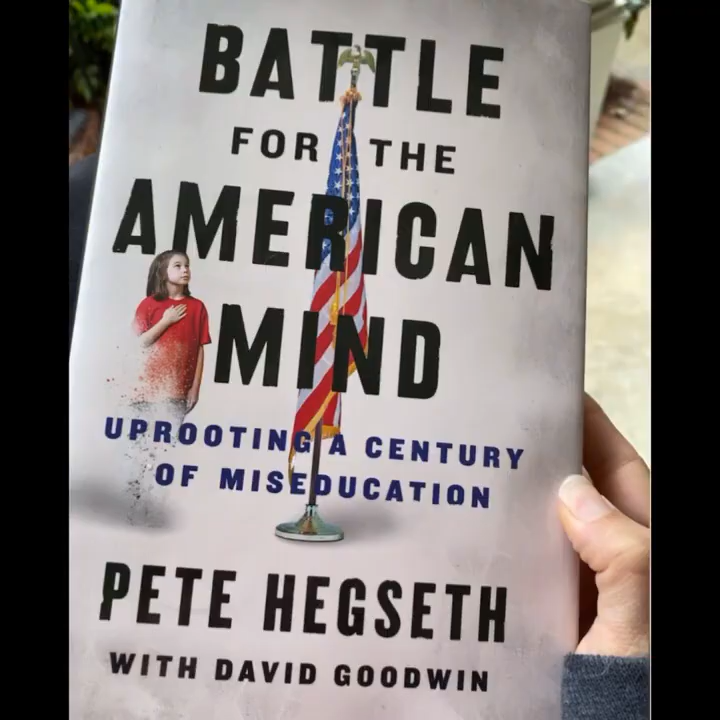 BATTLE
FOR THE
AMERICAN
MIND
UPROOTING A CENTURY
OF MISEDUCATION
PETE HEGSETH
WITH DAVID GOODWIN